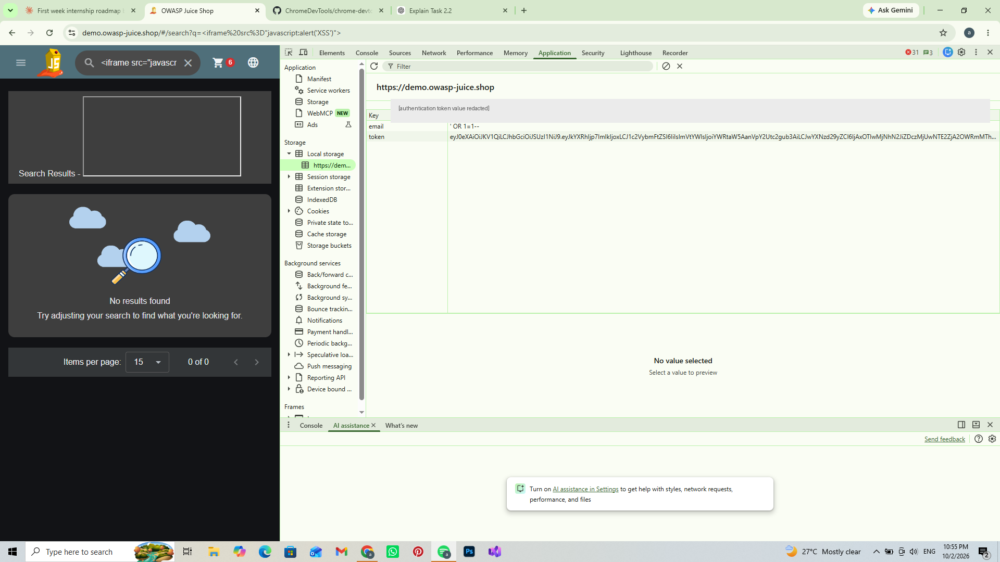 First week internship roadmap
OWASP Juice Shop
ChromeDevTools/chrome-devto
Explain Task 2.2
Ask Gemini
demo.owasp-juice.shop/#/search?q=<iframe%20src%3D"javascript:alert('XSS')">
a
JS
<iframe src="javascr
6
Search Results -
No results found
Try adjusting your search to find what you're looking for.
Items per page:
15
0 of 0
Elements
Console
Sources
Network
Performance
Memory
Application
Security
Lighthouse
Recorder
31
3
Application
Manifest
Service workers
Storage
WebMCP NEW
Ads
Storage
Local storage
https://dem...
Session storage
Extension stor...
IndexedDB
Cookies
Private state to...
Cache storage
Storage buckets
Background services
Back/forward c...
Background fe...
Background sy...
Bounce trackin...
Notifications
Payment handl...
Periodic backg...
Speculative loa...
Push messaging
Reporting API
Device bound ...
Frames
Filter
https://demo.owasp-juice.shop
[authentication token value redacted]
Key
email
' OR 1=1--
token
No value selected
Select a value to preview
Console
AI assistance
What's new
Send feedback
Turn on AI assistance in Settings to get help with styles, network requests,
performance, and files
Type here to search
a
a
Ps
27°C Mostly clear
ENG
10:55 PM
10/2/2026
2